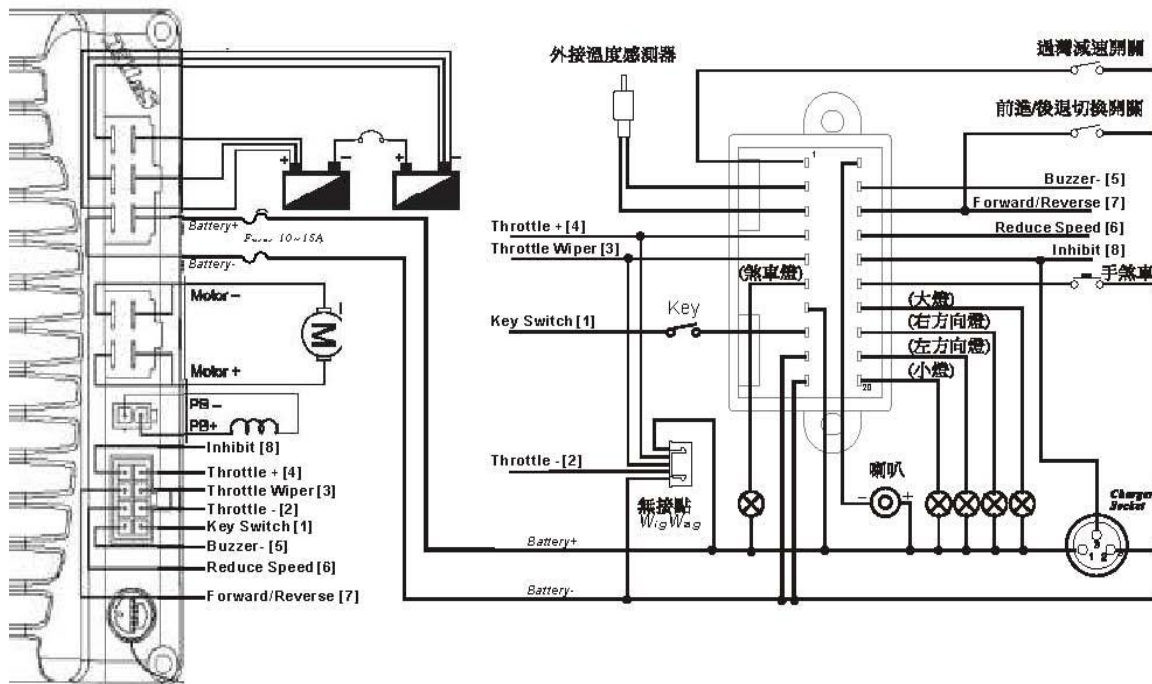 +
−
+
−
Battery+
10~15A
Battery-
Motor −
M
Motor +
PB −
PB+
Inhibit [8]
Throttle + [4]
Throttle Wiper [3]
Throttle - [2]
Key Switch [1]
Buzzer- [5]
Reduce Speed [6]
Forward/Reverse [7]
外接溫度感測器
過灣減速開關
前進/後退切換開關
1
Buzzer- [5]
Forward/Reverse [7]
Reduce Speed [6]
Inhibit [8]
手煞車
Throttle + [4]
Throttle Wiper [3]
(煞車燈)
Key
Key Switch [1]
(大燈)
(右方向燈)
(左方向燈)
(小燈)
20
Throttle - [2]
無接點
WigWag
喇叭
−
+
Charger
Socket
3
1
2
Battery+
Battery-